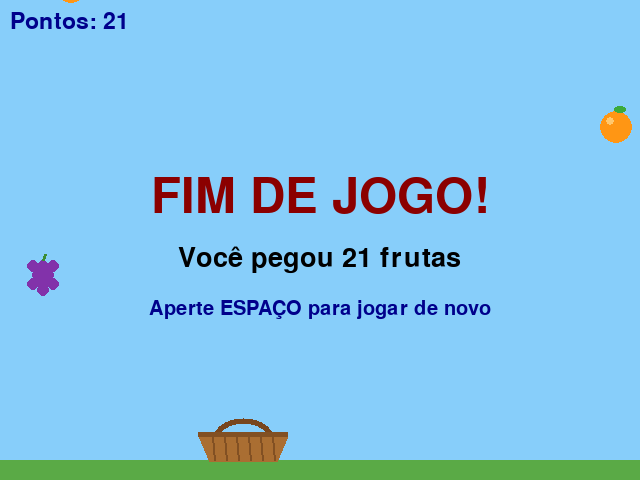 Pontos: 21
FIM DE JOGO!
Você pegou 21 frutas
Aperte ESPAÇO para jogar de novo